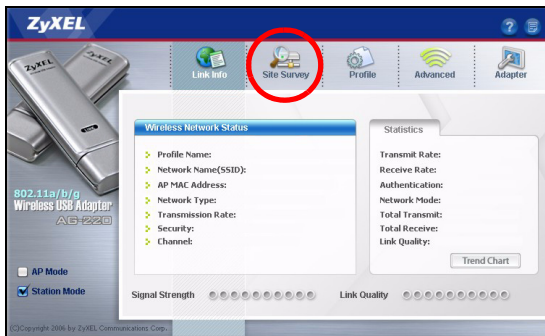 ZyXEL
Link Info
Site Survey
Profile
Advanced
Adapter
ZyXEL
Wireless Network Status
Profile Name:
Network Name(SSID):
AP MAC Address:
Network Type:
Transmission Rate:
Security:
Channel:
Statistics
Transmit Rate:
Receive Rate:
Authentication:
Network Mode:
Total Transmit:
Total Receive:
Link Quality:
Trend Chart
802.11a/b/g
Wireless USB Adapter
AG-220
AP Mode
Station Mode
Signal Strength
Link Quality
(C)Copyright 2006 by ZyXEL Communications Corp.